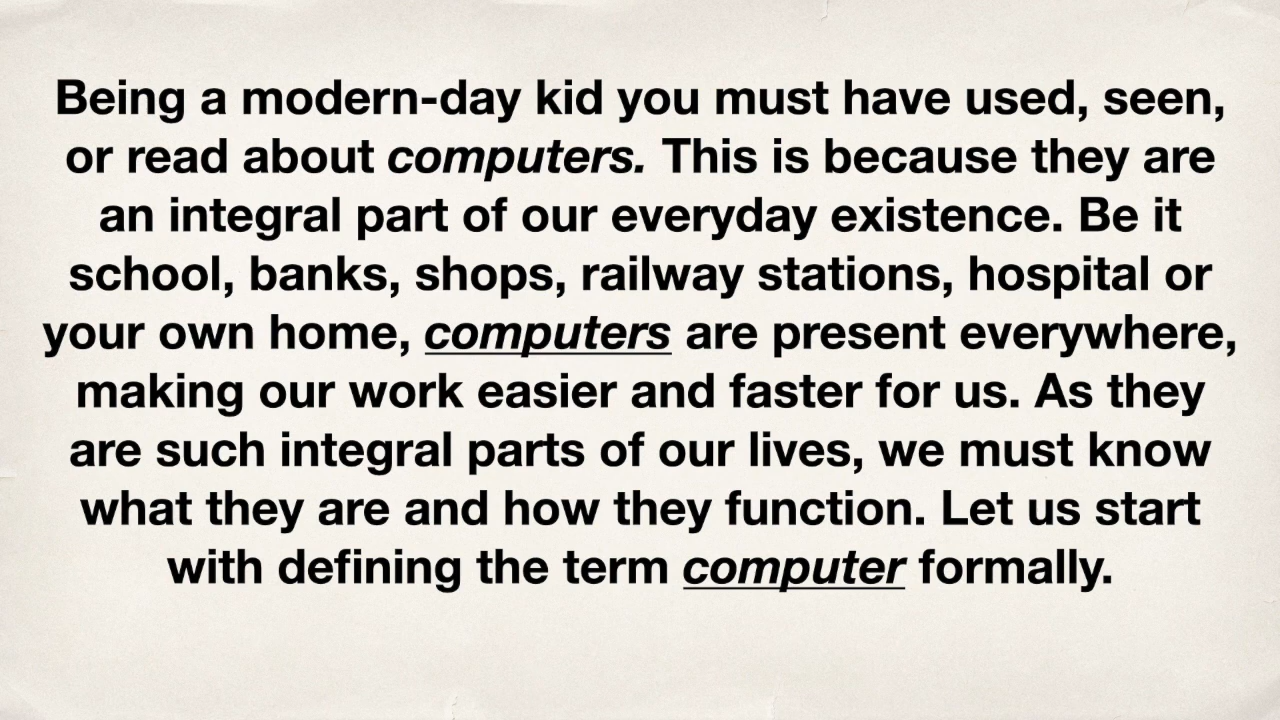 Being a modern-day kid you must have used, seen,
or read about computers. This is because they are
an integral part of our everyday existence. Be it
school, banks, shops, railway stations, hospital or
your own home, computers are present everywhere,
making our work easier and faster for us. As they
are such integral parts of our lives, we must know
what they are and how they function. Let us start
with defining the term computer formally.